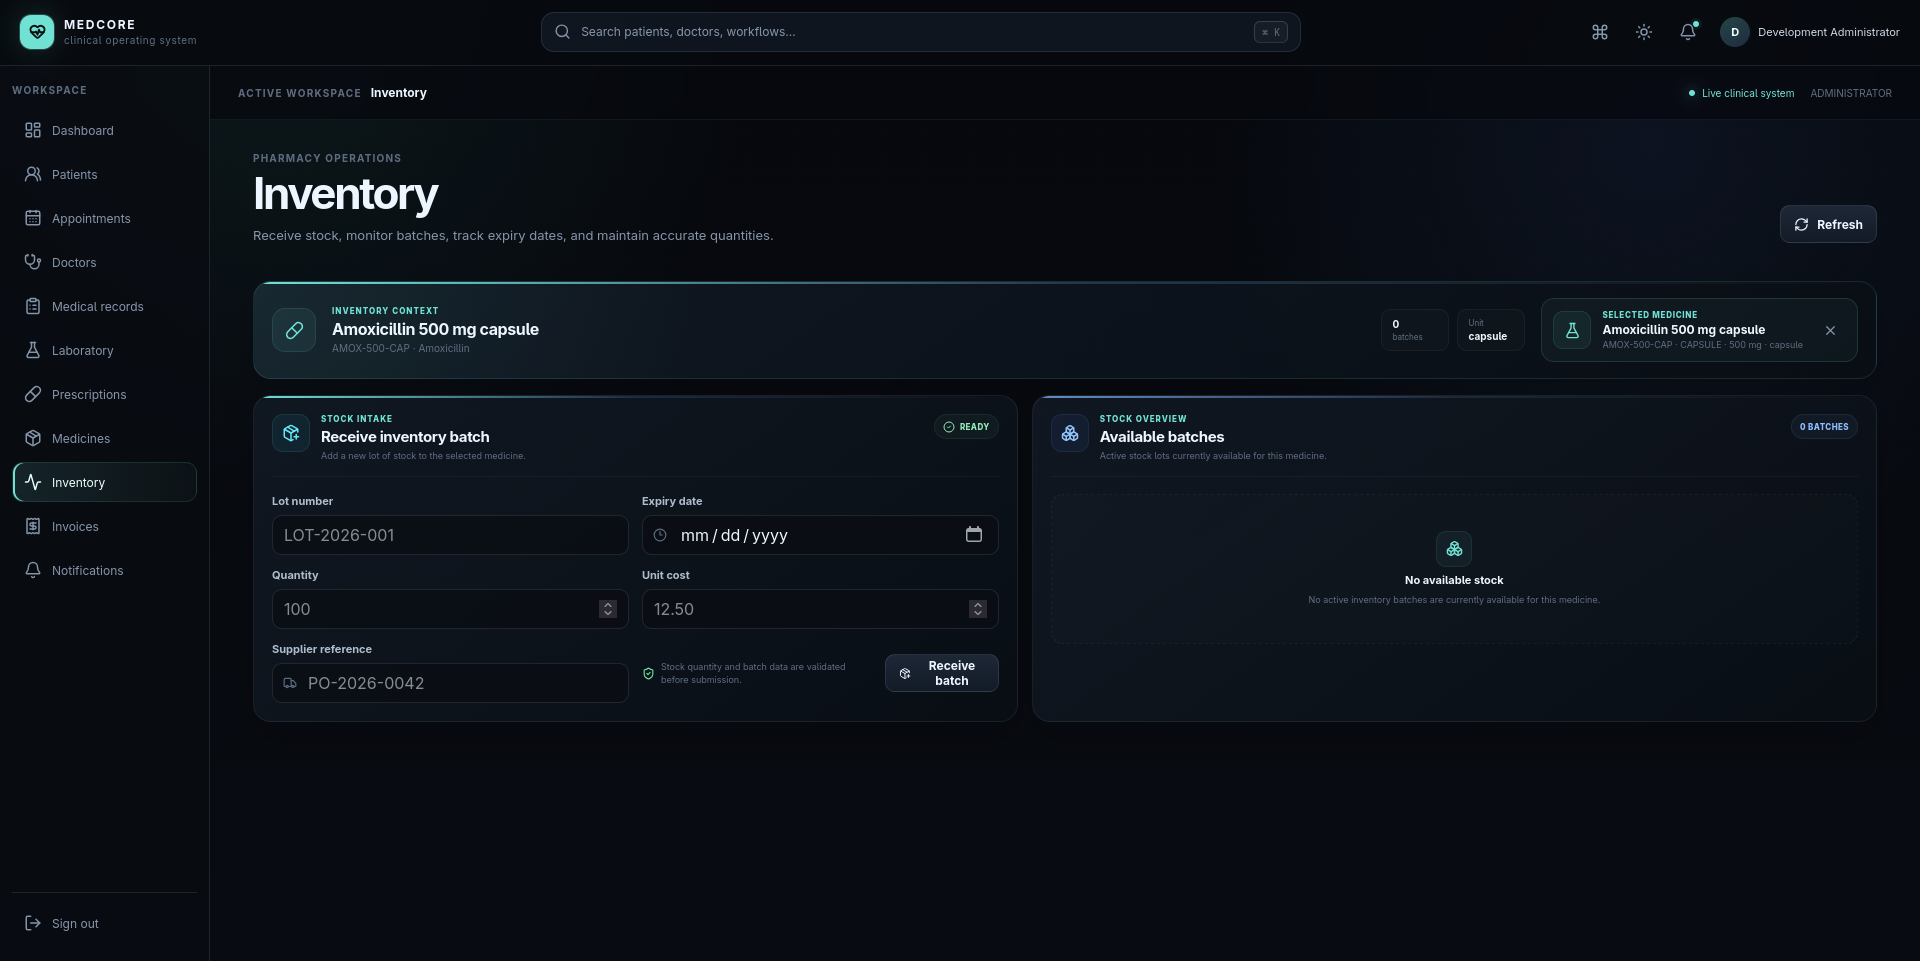 MEDCORE
clinical operating system
Search patients, doctors, workflows...
⌘ K
D
Development Administrator
WORKSPACE
Dashboard
Patients
Appointments
Doctors
Medical records
Laboratory
Prescriptions
Medicines
Inventory
Invoices
Notifications
Sign out
ACTIVE WORKSPACE Inventory
Live clinical system
ADMINISTRATOR
PHARMACY OPERATIONS
Inventory
Receive stock, monitor batches, track expiry dates, and maintain accurate quantities.
Refresh
INVENTORY CONTEXT
Amoxicillin 500 mg capsule
AMOX-500-CAP · Amoxicillin
0
batches
Unit
capsule
SELECTED MEDICINE
Amoxicillin 500 mg capsule
AMOX-500-CAP · CAPSULE · 500 mg · capsule
STOCK INTAKE
Receive inventory batch
Add a new lot of stock to the selected medicine.
READY
Lot number
LOT-2026-001
Expiry date
mm/dd/yyyy
Quantity
100
Unit cost
12.50
Supplier reference
PO-2026-0042
Stock quantity and batch data are validated
before submission.
Receive
batch
STOCK OVERVIEW
Available batches
Active stock lots currently available for this medicine.
0 BATCHES
No available stock
No active inventory batches are currently available for this medicine.